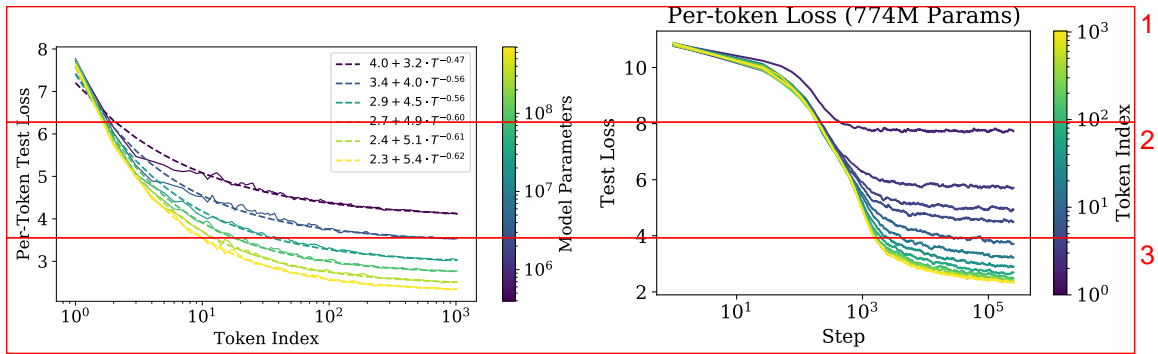 Per-token Loss (774M Params)
1
2
3
8
7
6
5
4
3
Per-Token Test Loss
4.0 + 3.2 · T^−0.47
3.4 + 4.0 · T^−0.56
2.9 + 4.5 · T^−0.56
2.7 + 4.9 · T^−0.60
2.4 + 5.1 · T^−0.61
2.3 + 5.4 · T^−0.62
10^0
10^1
10^2
10^3
Token Index
10^8
10^7
10^6
Model Parameters
10
8
6
4
2
Test Loss
10^1
10^3
10^5
Step
10^3
10^2
10^1
10^0
Token Index